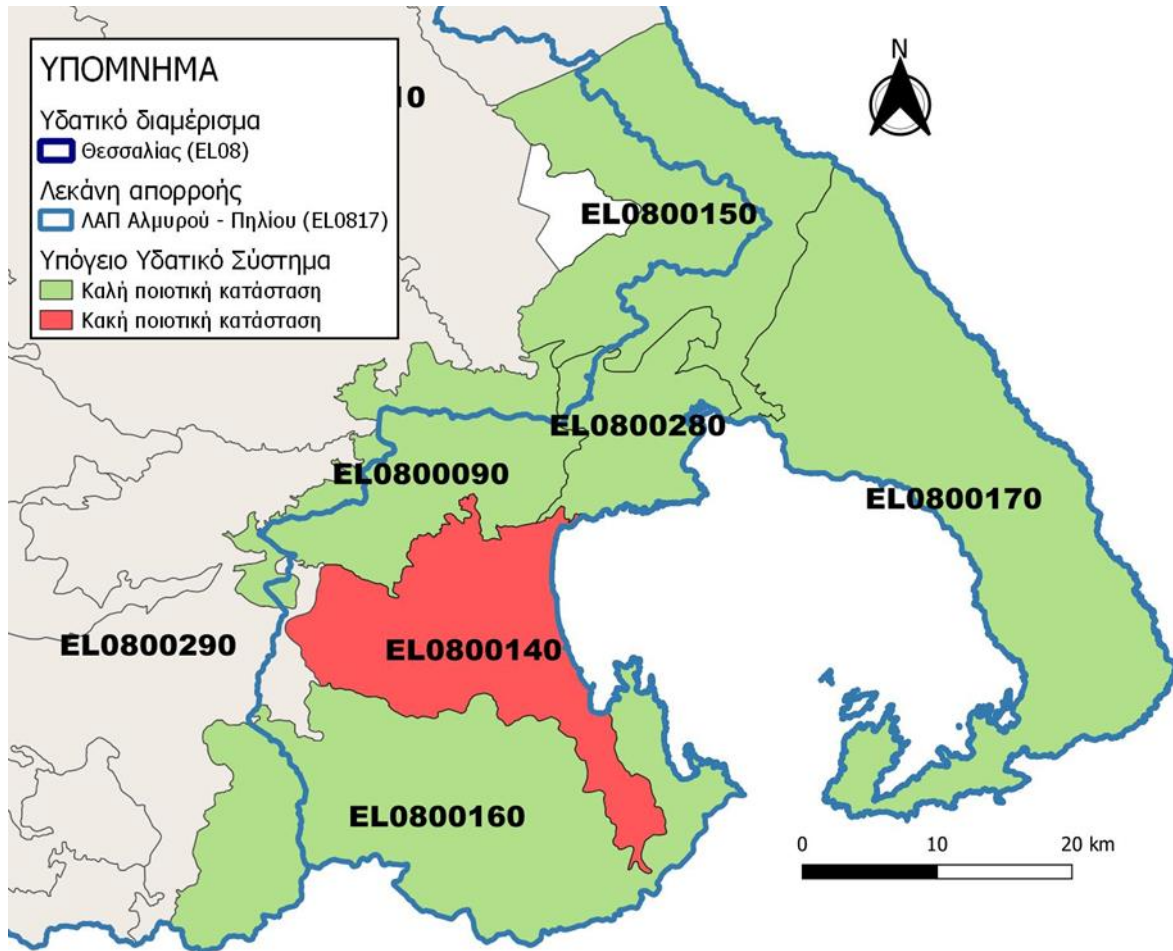 ΥΠΟΜΝΗΜΑ
Υδατικό διαμέρισμα
Θεσσαλίας (EL08)
Λεκάνη απορροής
ΛΑΠ Αλμυρού - Πηλίου (EL0817)
Υπόγειο Υδατικό Σύστημα
Καλή ποιοτική κατάσταση
Κακή ποιοτική κατάσταση
N
EL0800150
EL0800280
EL0800090
EL0800170
EL0800290
EL0800140
EL0800160
0 10 20 km